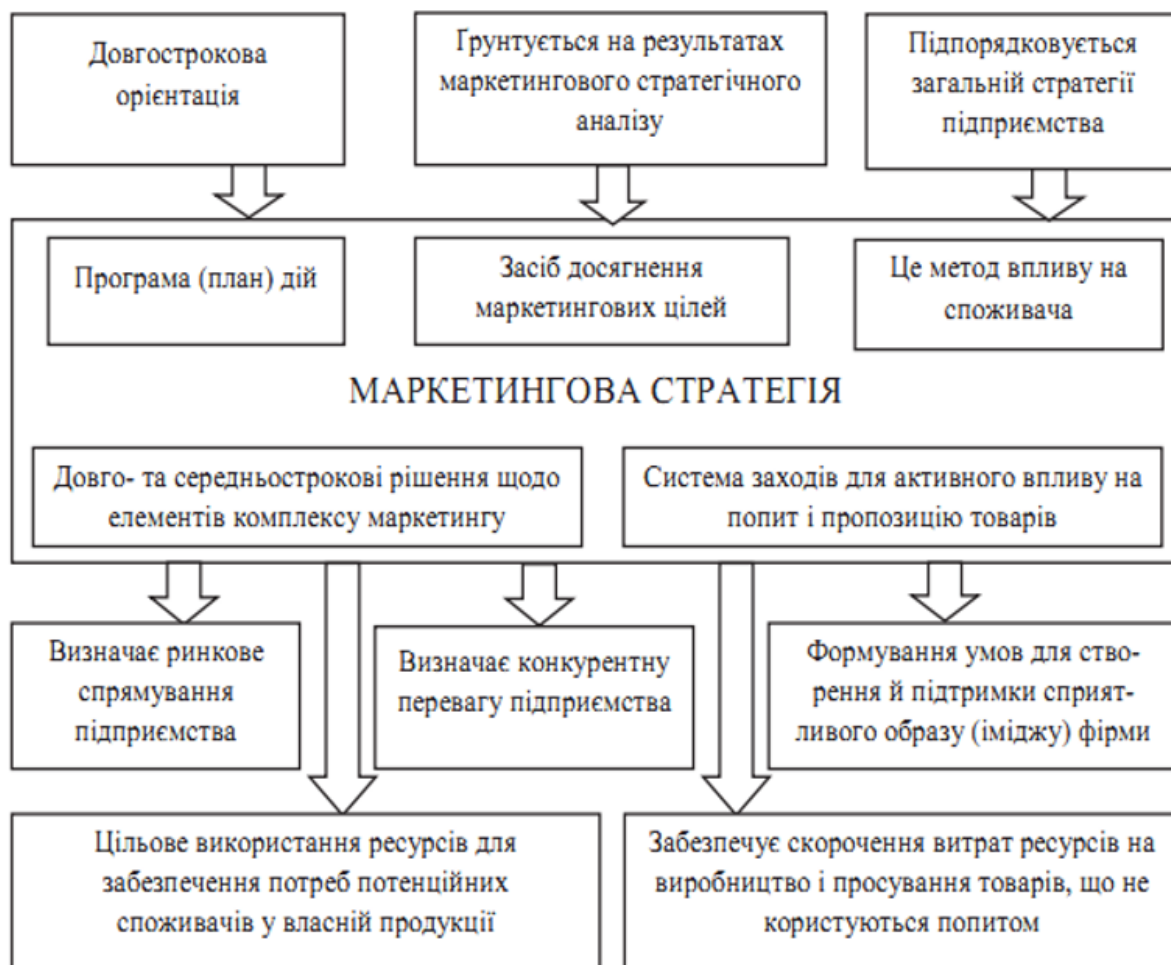 Довгострокова
орієнтація
Ґрунтується на результатах
маркетингового стратегічного
аналізу
Підпорядковується
загальній стратегії
підприємства
Програма (план) дій
Засіб досягнення
маркетингових цілей
Це метод впливу на
споживача
МАРКЕТИНГОВА СТРАТЕГІЯ
Довго- та середньострокові рішення щодо
елементів комплексу маркетингу
Система заходів для активного впливу на
попит і пропозицію товарів
Визначає ринкове
спрямування
підприємства
Визначає конкурентну
перевагу підприємства
Формування умов для ство-
рення й підтримки сприят-
ливого образу (іміджу) фірми
Цільове використання ресурсів для
забезпечення потреб потенційних
споживачів у власній продукції
Забезпечує скорочення витрат ресурсів на
виробництво і просування товарів, що не
користуються попитом